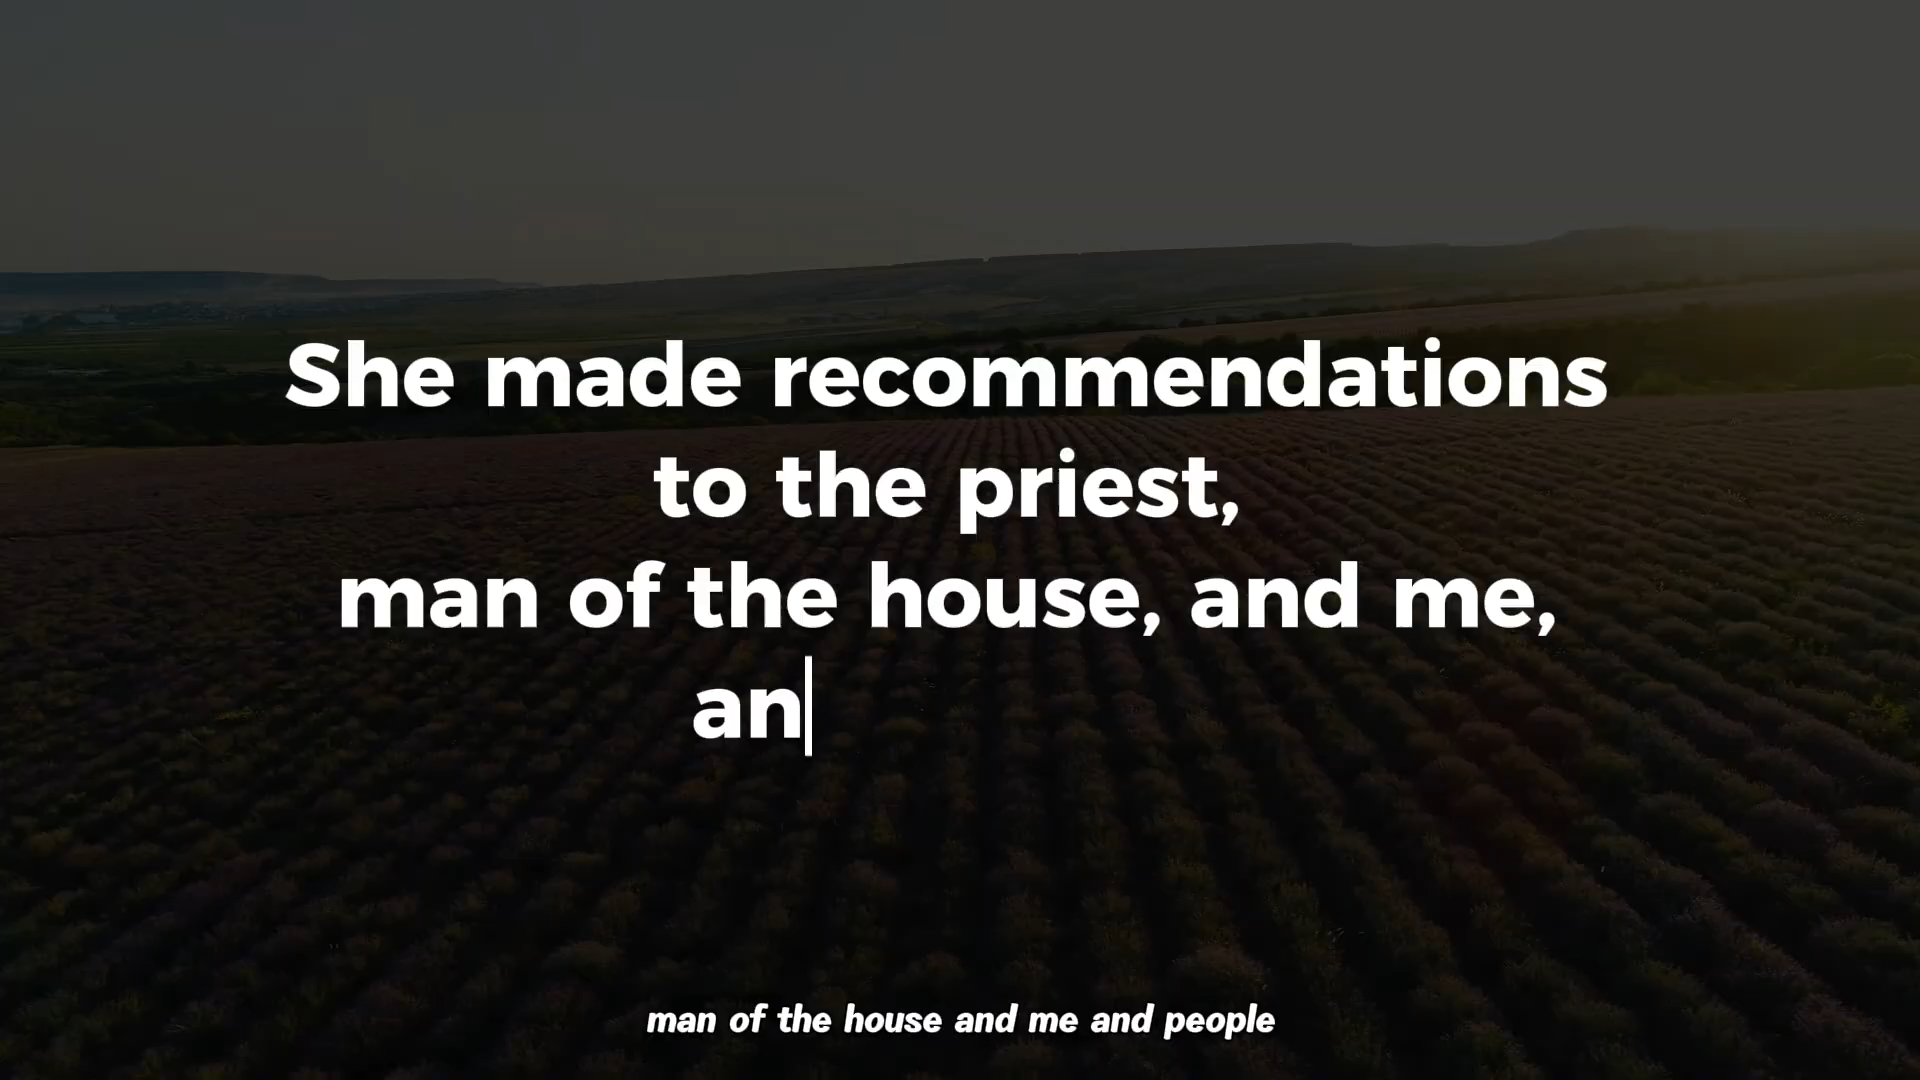 She made recommendations
to the priest,
man of the house, and me,
an
man of the house and me and people